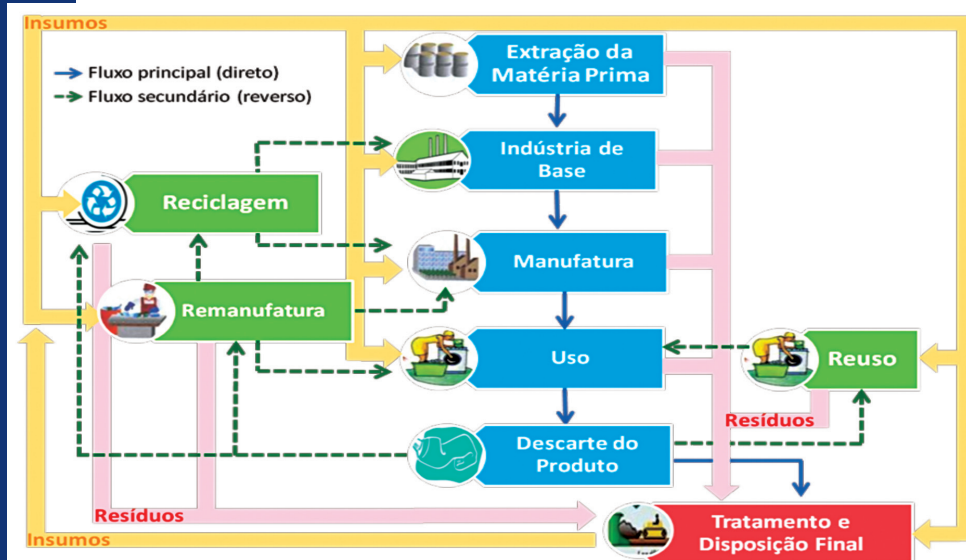 Insumos
Fluxo principal (direto)
Fluxo secundário (reverso)
Extração da
Matéria Prima
Indústria de
Base
Reciclagem
Manufatura
Remanufatura
Uso
Reuso
Resíduos
Descarte do
Produto
Resíduos
Tratamento e
Disposição Final
Insumos